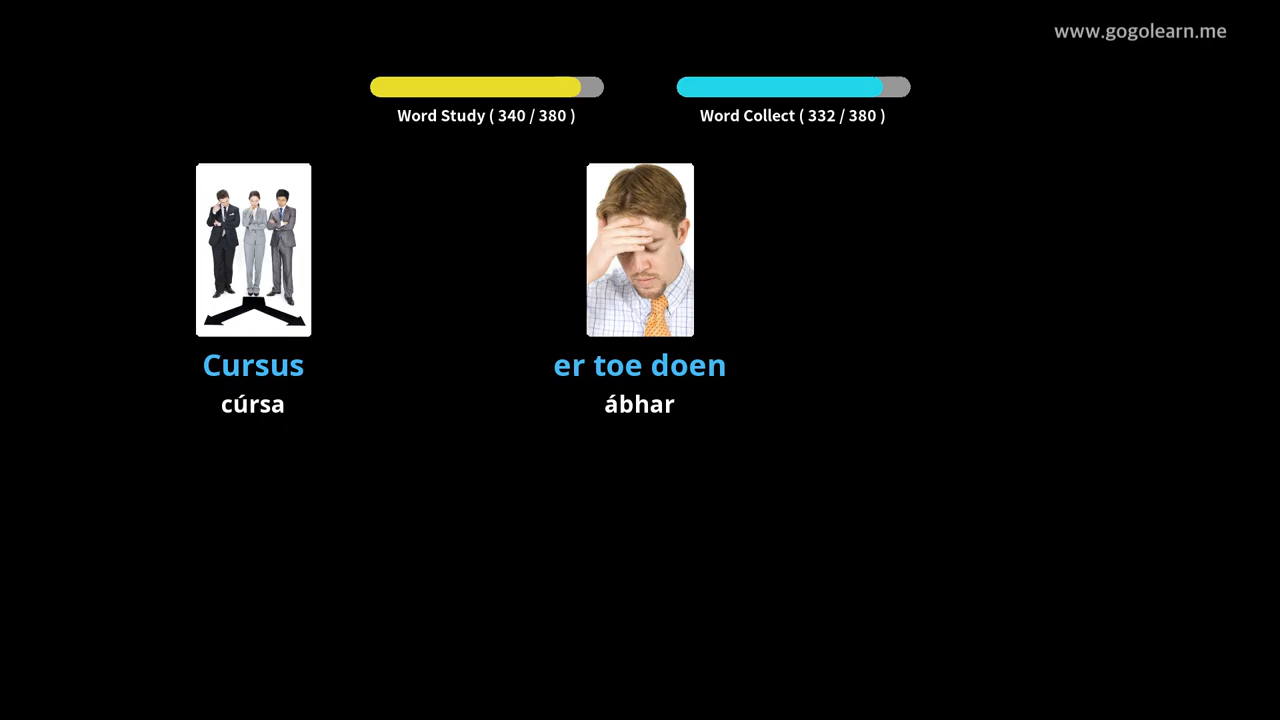 www.gogolearn.me
Word Study ( 340 / 380 )
Word Collect ( 332 / 380 )
Cursus
cúrsa
er toe doen
ábhar